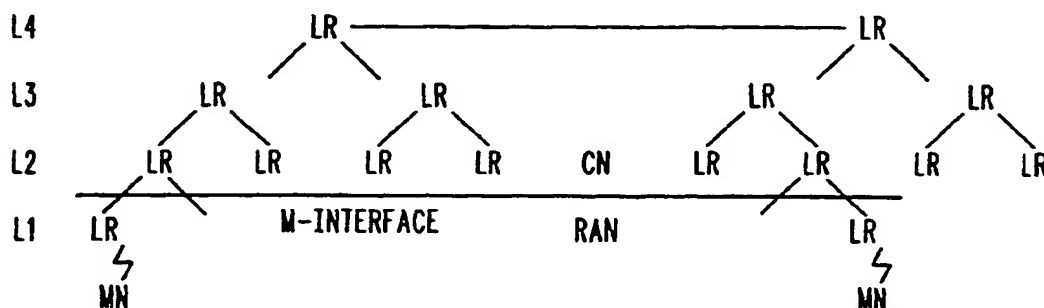 L4 LR LR
L3 LR LR LR LR
L2 LR LR LR LR CN LR LR LR LR
L1 LR M-INTERFACE RAN LR
MN MN